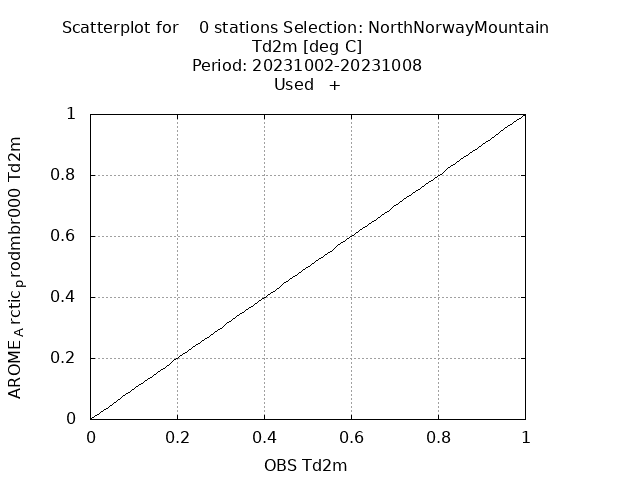 Scatterplot for    0 stations Selection: NorthNorwayMountain
Td2m [deg C]
Period: 20231002-20231008
Used   +
1
0.8
0.6
0.4
0.2
0
0 0.2 0.4 0.6 0.8 1
OBS Td2m
AROME_Arctic_prodmbr000 Td2m